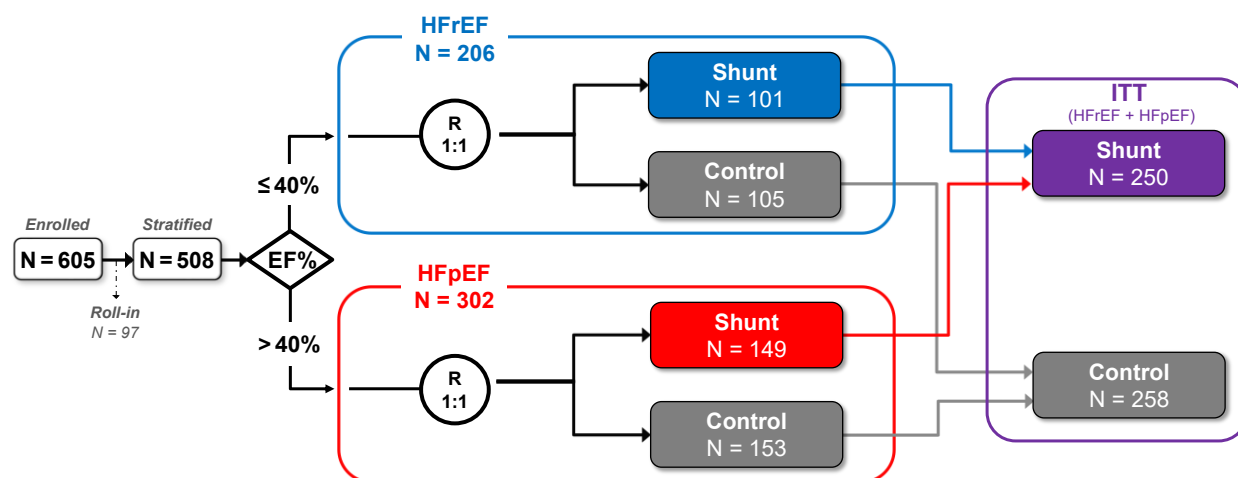 Enrolled
N = 605
Roll-in
N = 97
Stratified
N = 508
EF%
≤ 40%
> 40%
HFrEF
N = 206
R
1:1
Shunt
N = 101
Control
N = 105
HFpEF
N = 302
R
1:1
Shunt
N = 149
Control
N = 153
ITT
(HFrEF + HFpEF)
Shunt
N = 250
Control
N = 258